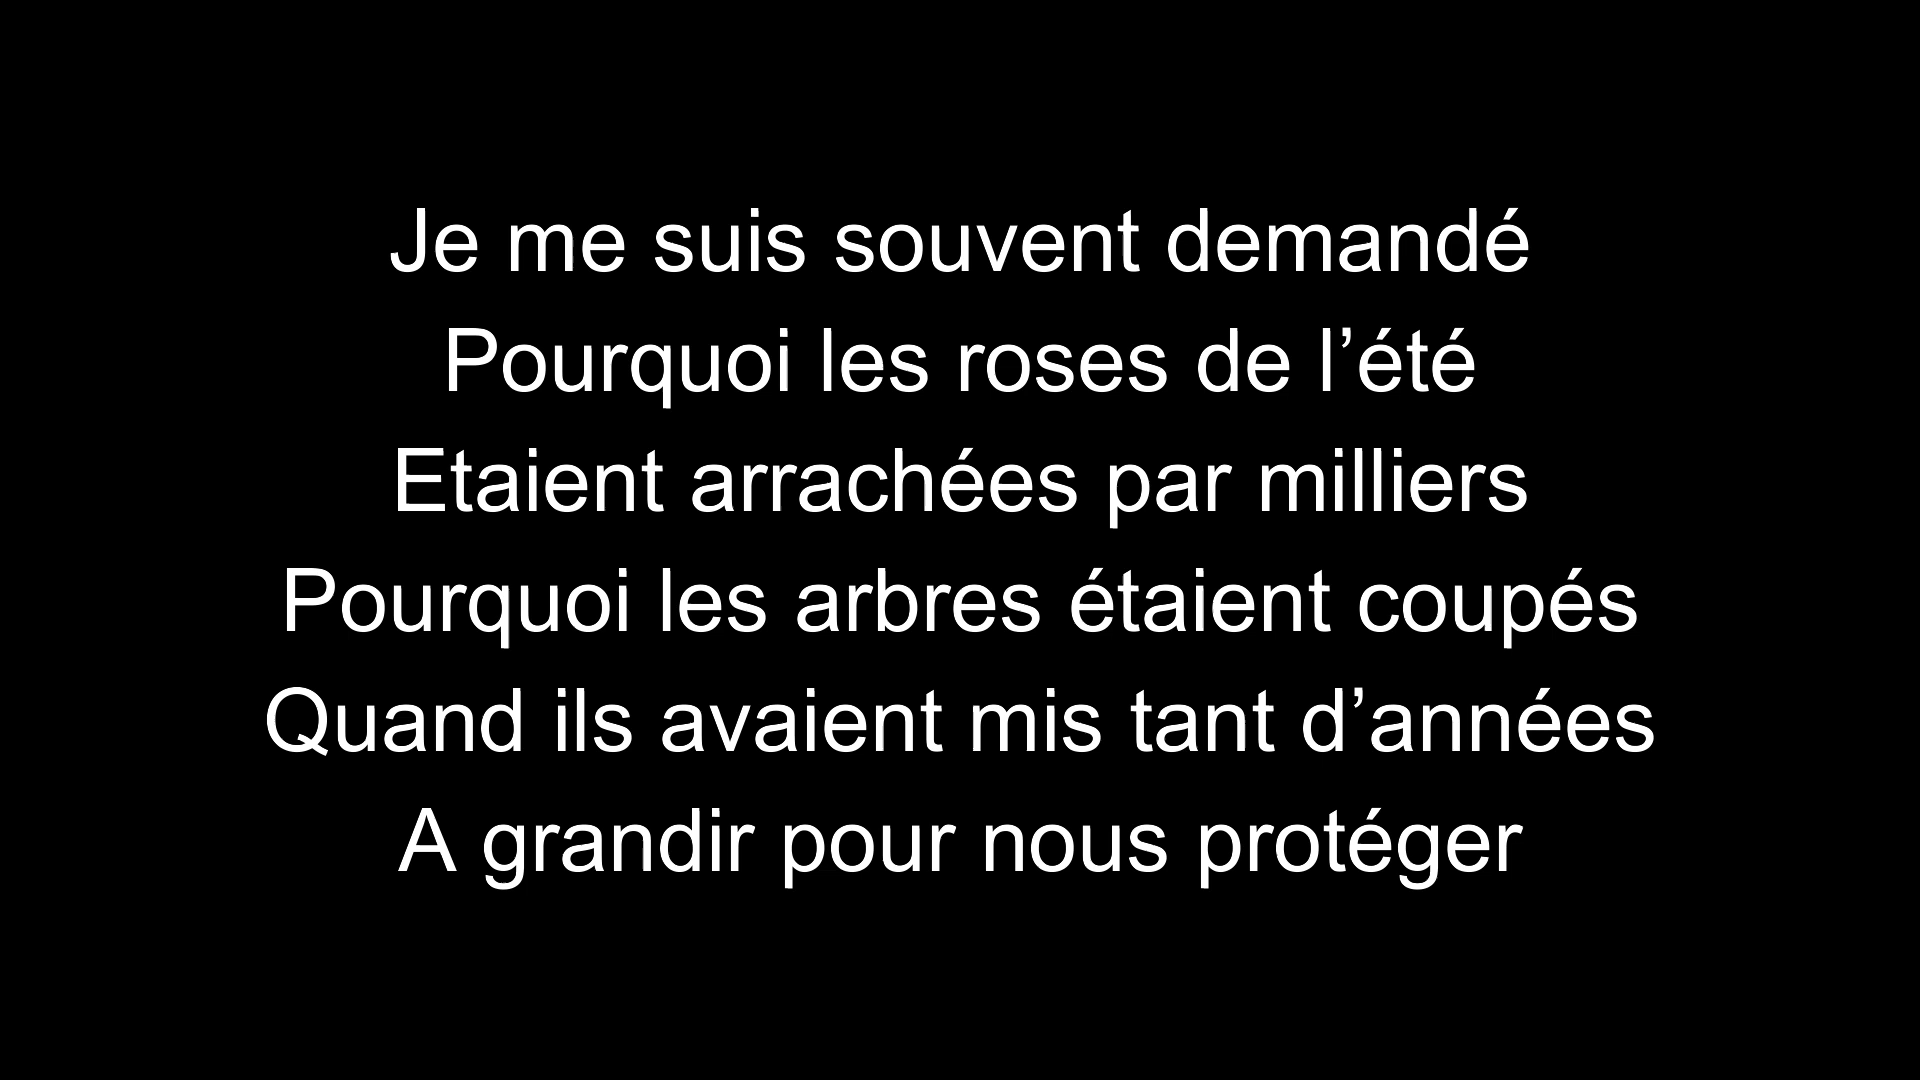 Je me suis souvent demandé
Pourquoi les roses de l’été
Etaient arrachées par milliers
Pourquoi les arbres étaient coupés
Quand ils avaient mis tant d’années
A grandir pour nous protéger